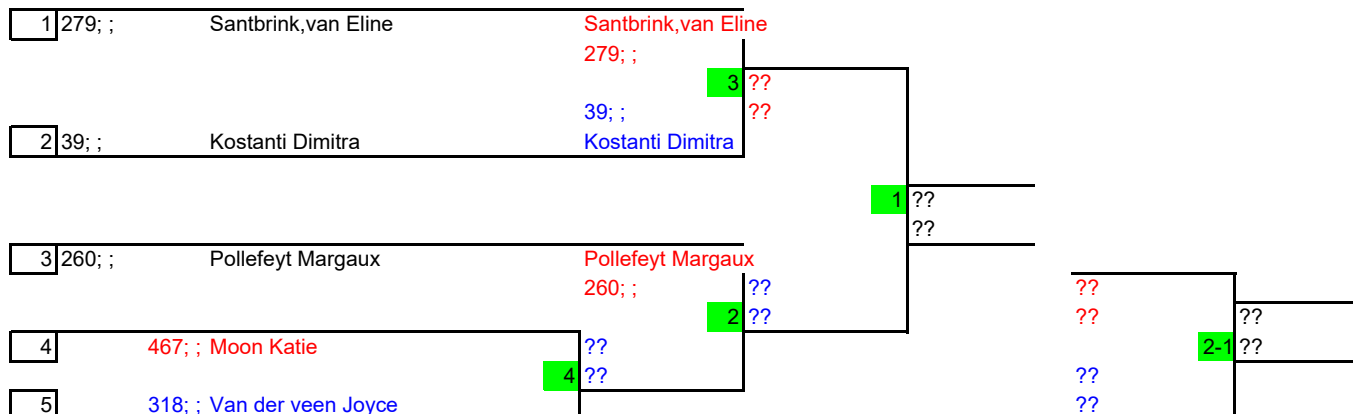 1 279; ; Santbrink,van Eline Santbrink,van Eline
279; ;
3 ??
39; ; ??
2 39; ; Kostanti Dimitra Kostanti Dimitra
1 ??
??
3 260; ; Pollefeyt Margaux Pollefeyt Margaux
260; ; ?? ??
2 ?? ?? ??
4 467; ; Moon Katie ?? 2-1 ??
4 ?? ??
5 318; ; Van der veen Joyce ??